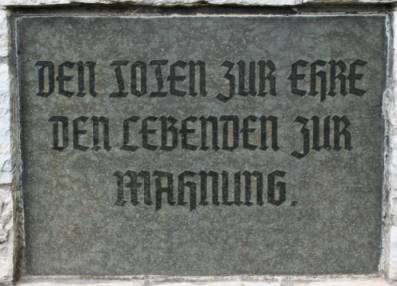 DEN TOTEN ZUR EHRE
DEN LEBENDEN ZUR
MAHNUNG.